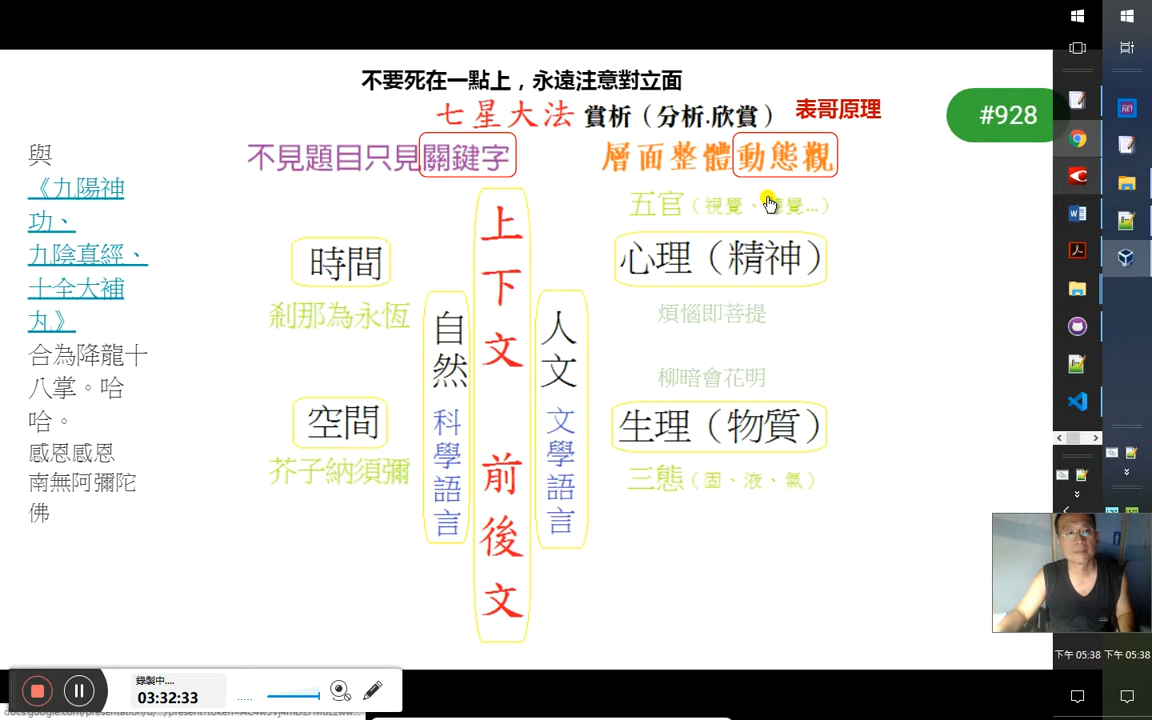 不要死在一點上，永遠注意對立面
七星大法 賞析（分析.欣賞） 表哥原理
#928
不見題目只見關鍵字
層面整體動態觀
與
《九陽神
功、
九陰真經、
十全大補
丸》
合為降龍十
八掌。哈
哈。
感恩感恩
南無阿彌陀
佛
時間
剎那為永恆
空間
芥子納須彌
自然 科學語言
上下文 前後文
人文 文學語言
五官（視覺、覺...）
心理（精神）
煩惱即菩提
柳暗會花明
生理（物質）
三態（固、液、氣）
錄製中....
03:32:33
下午 05:38
下午 05:38